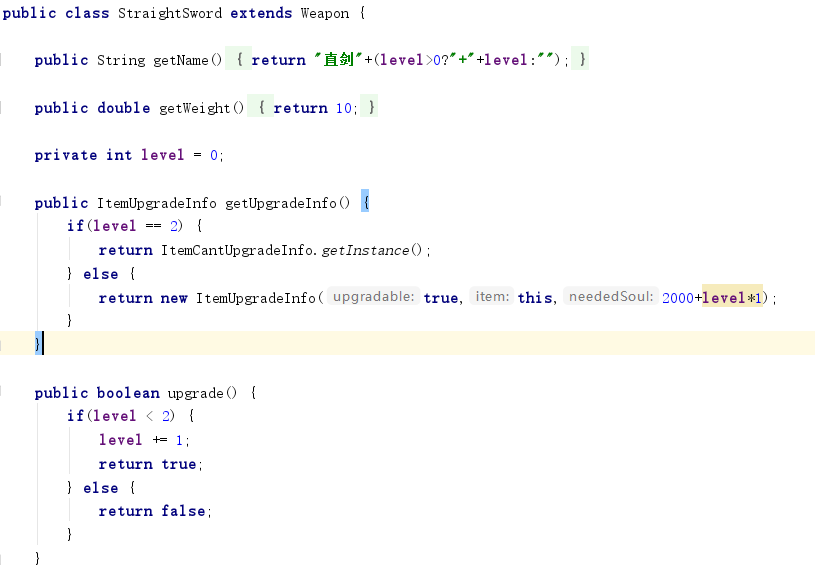 public class StraightSword extends Weapon {
public String getName() { return "直剑"+(level>0?"+"+level:""); }
public double getWeight() { return 10; }
private int level = 0;
public ItemUpgradeInfo getUpgradeInfo() {
if(level == 2) {
return ItemCantUpgradeInfo.getInstance();
} else {
return new ItemUpgradeInfo( upgradable: true, item: this, neededSoul: 2000+level*1);
}
}
public boolean upgrade() {
if(level < 2) {
level += 1;
return true;
} else {
return false;
}
}